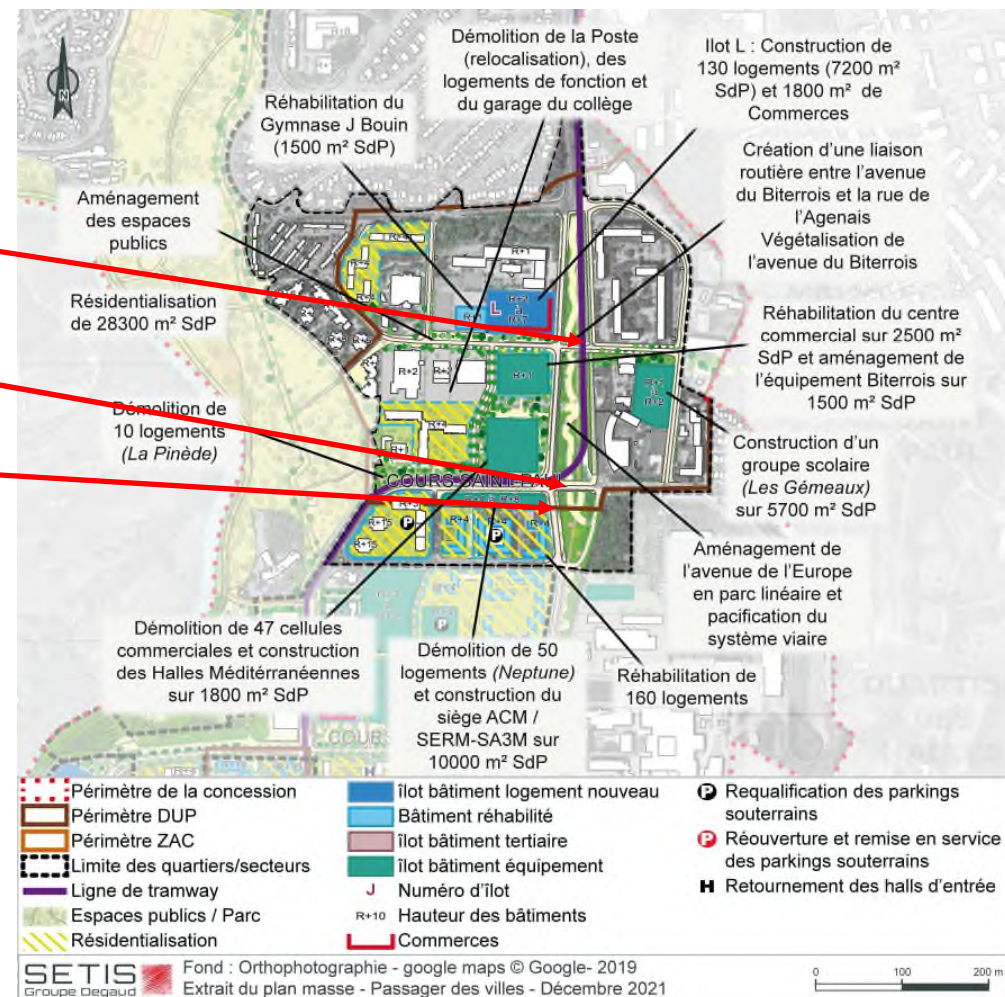 Démolition de la Poste
(relocalisation), des
logements de fonction et
du garage du collège
Ilot L : Construction de
130 logements (7200 m²
SdP) et 1800 m² de
Commerces
Réhabilitation du
Gymnase J Bouin
(1500 m² SdP)
Création d'une liaison
routière entre l'avenue
du Biterrois et la rue de
l'Agenais
Végétalisation de
l'avenue du Biterrois
Aménagement
des espaces
publics
Résidentialisation
de 28300 m² SdP
Réhabilitation du centre
commercial sur 2500 m²
SdP et aménagement de
l'équipement Biterrois sur
1500 m² SdP
Démolition de
10 logements
(La Pinède)
Construction d'un
groupe scolaire
(Les Gémeaux)
sur 5700 m² SdP
Aménagement de
l'avenue de l'Europe
en parc linéaire et
pacification du
système viaire
Démolition de 47 cellules
commerciales et construction
des Halles Méditérranéennes
sur 1800 m² SdP
Démolition de 50
logements (Neptune)
et construction du
siège ACM /
SERM-SA3M sur
10000 m² SdP
Réhabilitation de
160 logements
N
R+1
L
R+1
R+2
R+1
COURS SAINT-PAUL
P
R+15
R+15
R+4
R+4
P
Périmètre de la concession
Périmètre DUP
Périmètre ZAC
Limite des quartiers/secteurs
Ligne de tramway
Espaces publics / Parc
Résidentialisation
îlot bâtiment logement nouveau
Bâtiment réhabilité
îlot bâtiment tertiaire
îlot bâtiment équipement
J Numéro d'îlot
R+10 Hauteur des bâtiments
Commerces
P Requalification des parkings
souterrains
P Réouverture et remise en service
des parkings souterrains
H Retournement des halls d'entrée
SETIS
Groupe Degaud
Fond : Orthophotographie - google maps © Google- 2019
Extrait du plan masse - Passager des villes - Décembre 2021
0 100 200 m